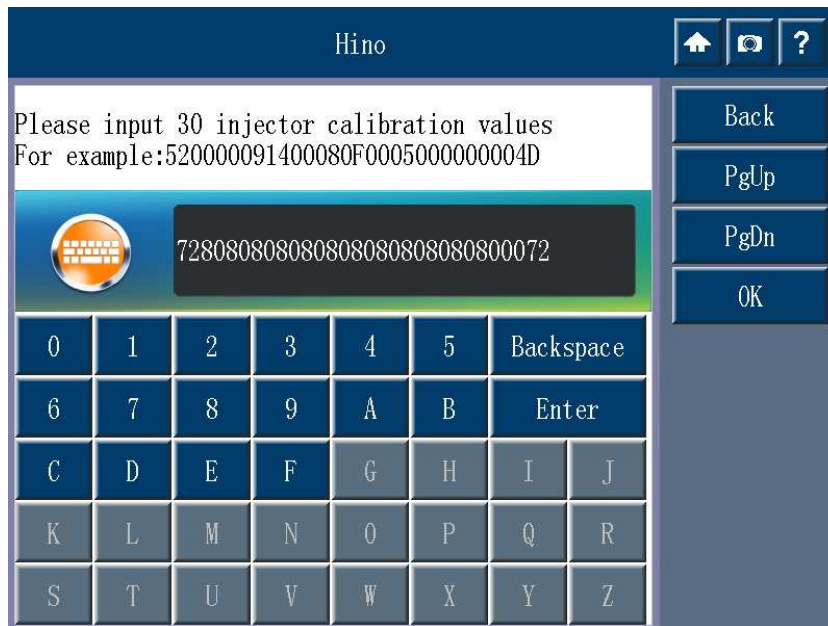 Hino
?
Please input 30 injector calibration values
For example:520000091400080F0005000000004D
728080808080808080808080800072
Back
PgUp
PgDn
OK
0 1 2 3 4 5 Backspace
6 7 8 9 A B Enter
C D E F G H I J
K L M N O P Q R
S T U V W X Y Z